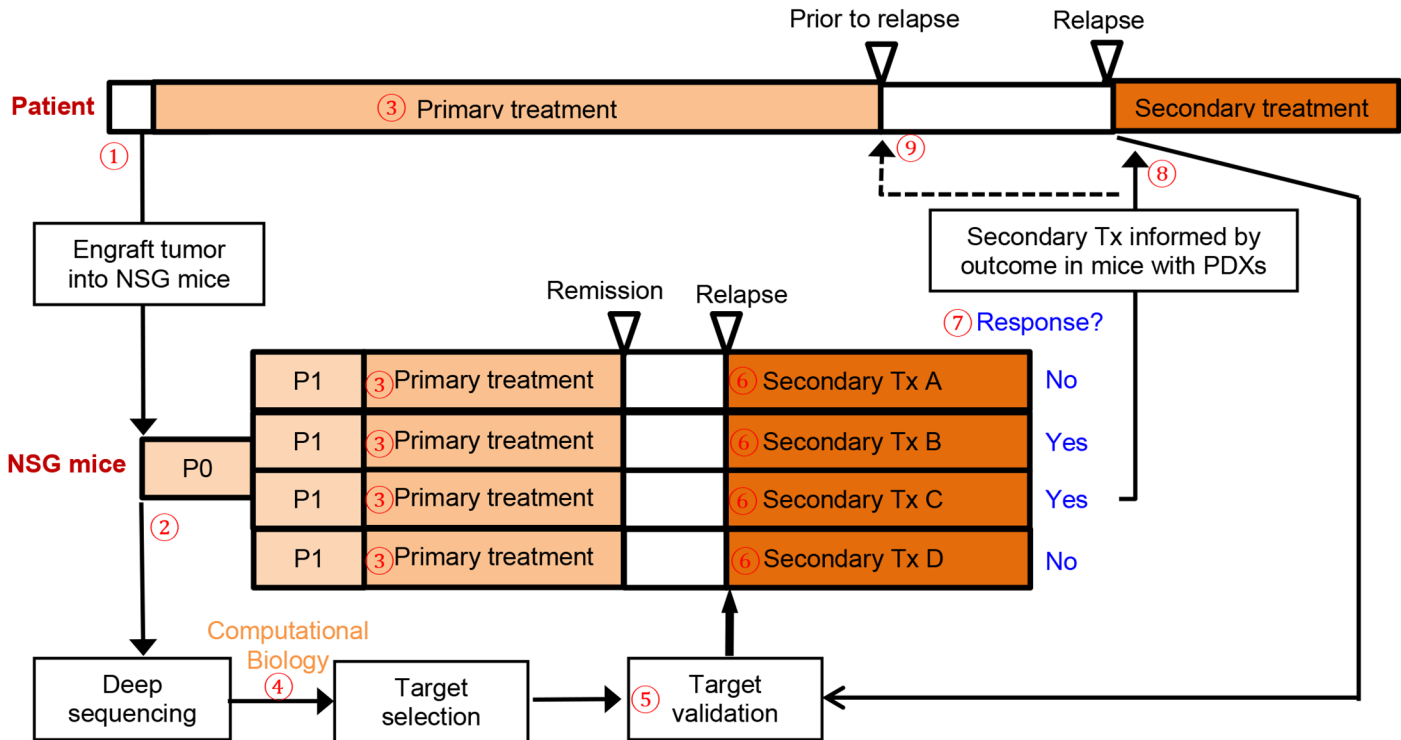 Prior to relapse
Relapse
Patient
③ Primary treatment
Secondary treatment
①
⑨
⑧
Engraft tumor
into NSG mice
Secondary Tx informed by
outcome in mice with PDXs
Remission
Relapse
⑦ Response?
P1
③ Primary treatment
⑥ Secondary Tx A
No
P1
③ Primary treatment
⑥ Secondary Tx B
Yes
NSG mice
P0
P1
③ Primary treatment
⑥ Secondary Tx C
Yes
②
P1
③ Primary treatment
⑥ Secondary Tx D
No
Computational
Biology
④
Deep
sequencing
Target
selection
⑤
Target
validation